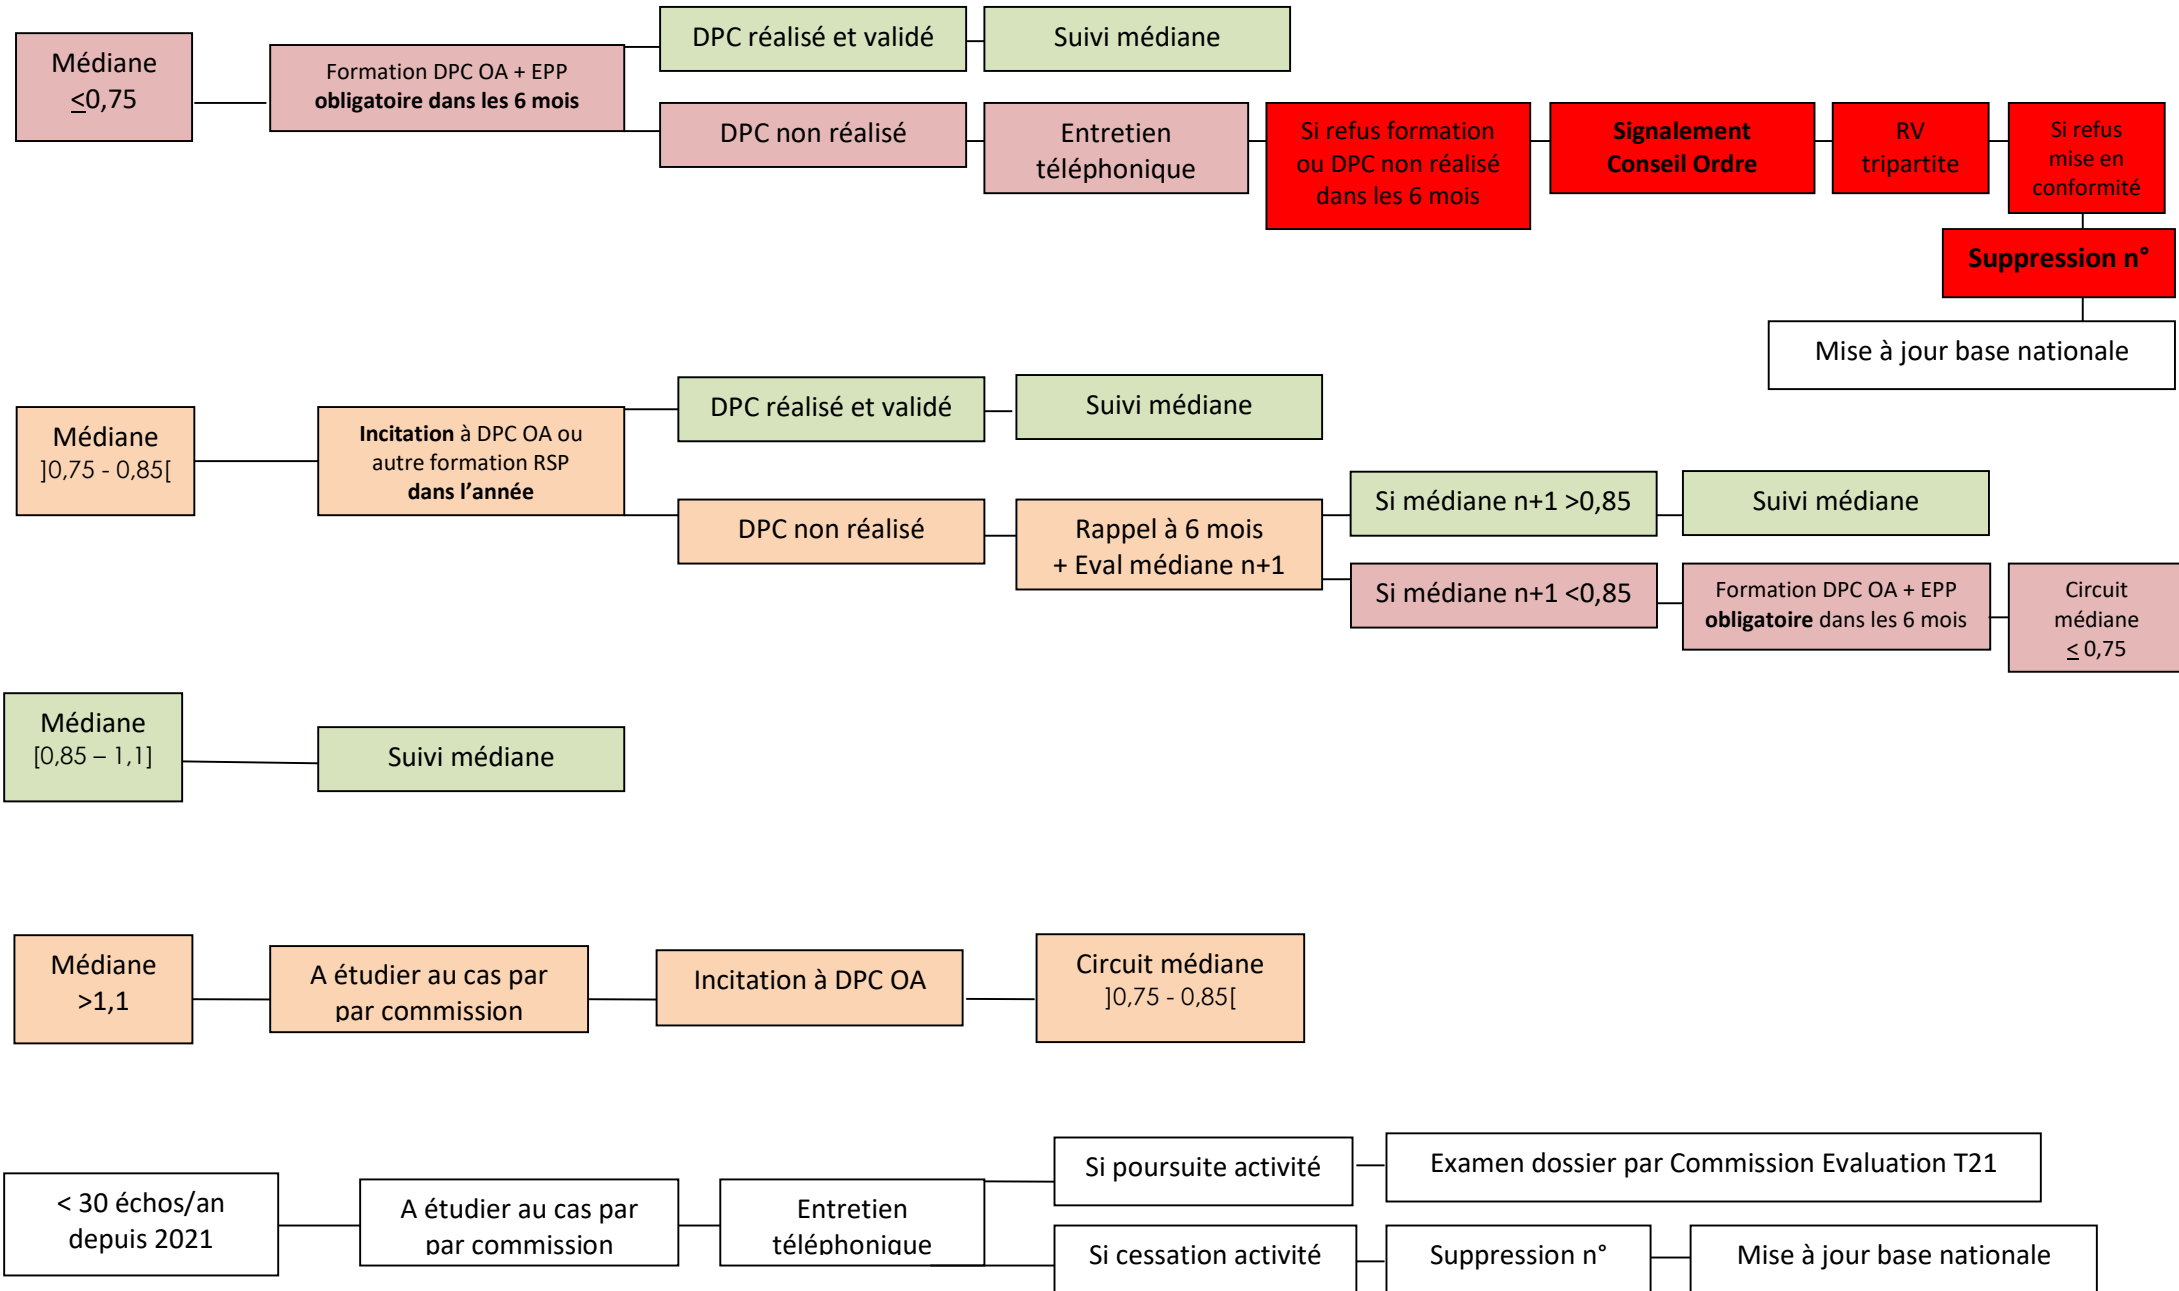 Médiane
≤0,75
Formation DPC OA + EPP
obligatoire dans les 6 mois
DPC réalisé et validé
Suivi médiane
DPC non réalisé
Entretien
téléphonique
Si refus formation
ou DPC non réalisé
dans les 6 mois
Signalement
Conseil Ordre
RV
tripartite
Si refus
mise en
conformité
Suppression n°
Mise à jour base nationale
Médiane
]0,75 - 0,85[
Incitation à DPC OA ou
autre formation RSP
dans l’année
DPC réalisé et validé
Suivi médiane
DPC non réalisé
Rappel à 6 mois
+ Eval médiane n+1
Si médiane n+1 >0,85
Suivi médiane
Si médiane n+1 <0,85
Formation DPC OA + EPP
obligatoire dans les 6 mois
Circuit
médiane
≤ 0,75
Médiane
[0,85 – 1,1]
Suivi médiane
Médiane
>1,1
A étudier au cas par
par commission
Incitation à DPC OA
Circuit médiane
]0,75 - 0,85[
< 30 échos/an
depuis 2021
A étudier au cas par
par commission
Entretien
téléphonique
Si poursuite activité
Examen dossier par Commission Evaluation T21
Si cessation activité
Suppression n°
Mise à jour base nationale